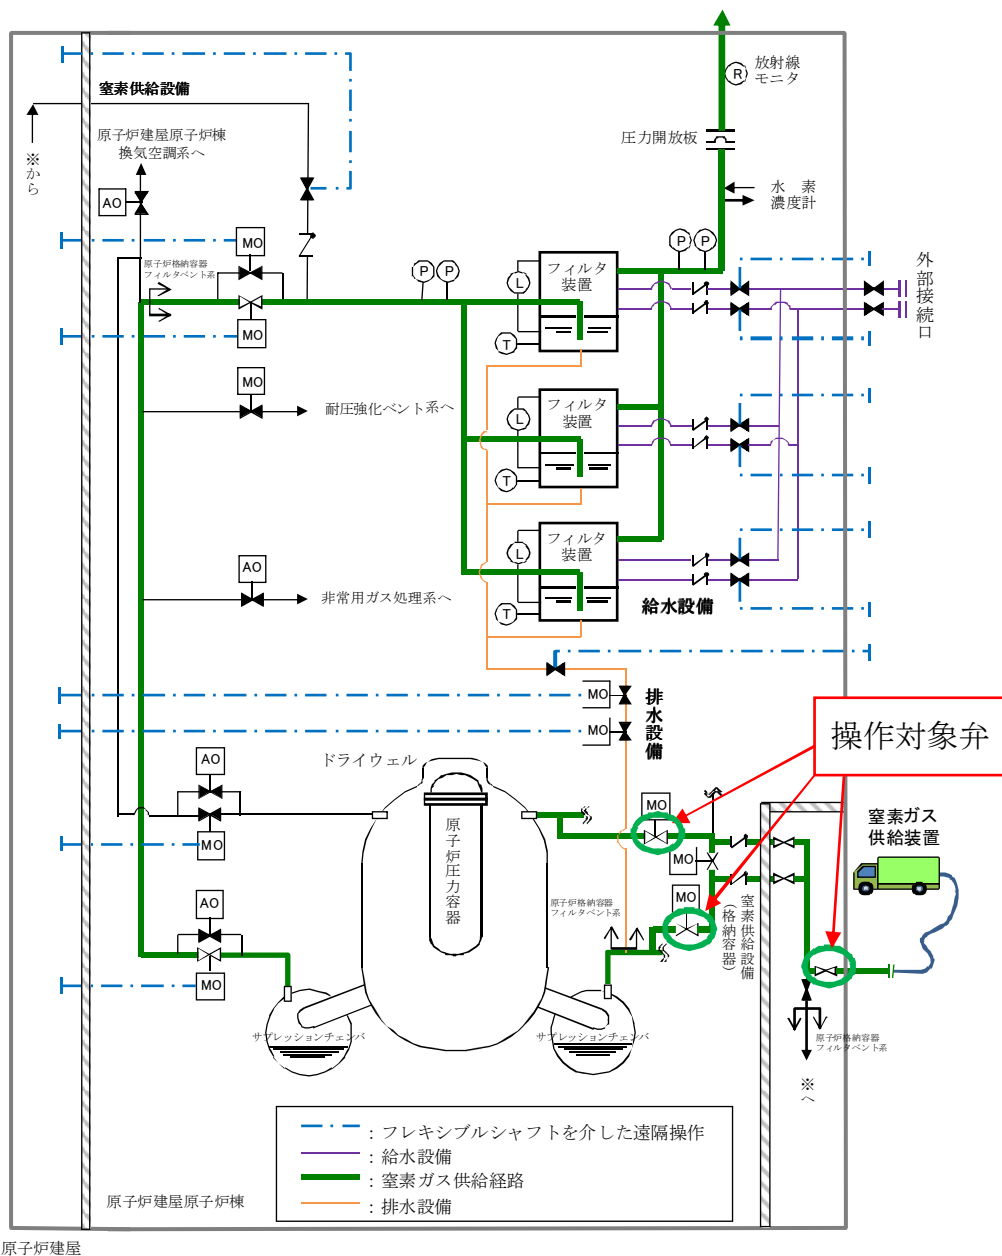 放射線
モニタ
R
圧力開放板
水　素
濃度計
窒素供給設備
※から
原子炉建屋原子炉棟
換気空調系へ
AO
MO
原子炉格納容器
フィルタベント系
MO
P
P
P
P
フィルタ
装置
L
T
外部接続口
MO
耐圧強化ベント系へ
フィルタ
装置
L
T
AO
非常用ガス処理系へ
フィルタ
装置
L
T
給水設備
MO
MO
排水設備
操作対象弁
ドライウェル
AO
MO
原子炉圧力容器
MO
MO
MO
窒素ガス
供給装置
AO
MO
原子炉格納容器
フィルタベント系
窒素供給設備
(格納容器)
サプレッションチェンバ
サプレッションチェンバ
原子炉格納容器
フィルタベント系
※へ
：フレキシブルシャフトを介した遠隔操作
：給水設備
：窒素ガス供給経路
：排水設備
原子炉建屋原子炉棟
原子炉建屋